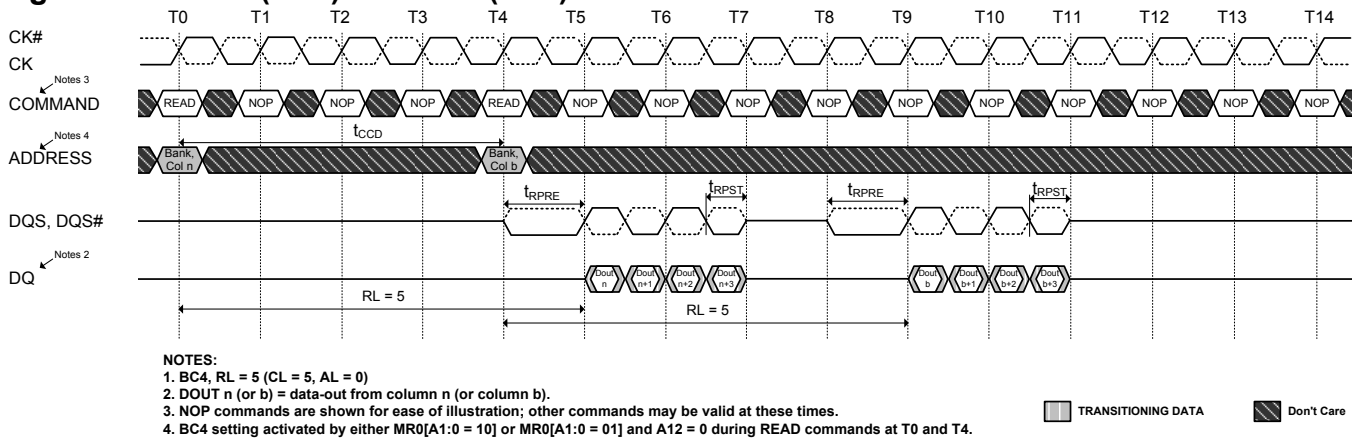 T0 T1 T2 T3 T4 T5 T6 T7 T8 T9 T10 T11 T12 T13 T14
CK#
CK
Notes 3
COMMAND READ NOP NOP NOP READ NOP NOP NOP NOP NOP NOP NOP NOP NOP NOP
tCCD
Notes 4
ADDRESS Bank, Col n Bank, Col b
tRPRE tRPST tRPRE tRPST
DQS, DQS#
Notes 2
DQ Dout n Dout n+1 Dout n+2 Dout n+3 Dout b Dout b+1 Dout b+2 Dout b+3
RL = 5
RL = 5
NOTES:
1. BC4, RL = 5 (CL = 5, AL = 0)
2. DOUT n (or b) = data-out from column n (or column b).
3. NOP commands are shown for ease of illustration; other commands may be valid at these times.
4. BC4 setting activated by either MR0[A1:0 = 10] or MR0[A1:0 = 01] and A12 = 0 during READ commands at T0 and T4.
TRANSITIONING DATA Don't Care